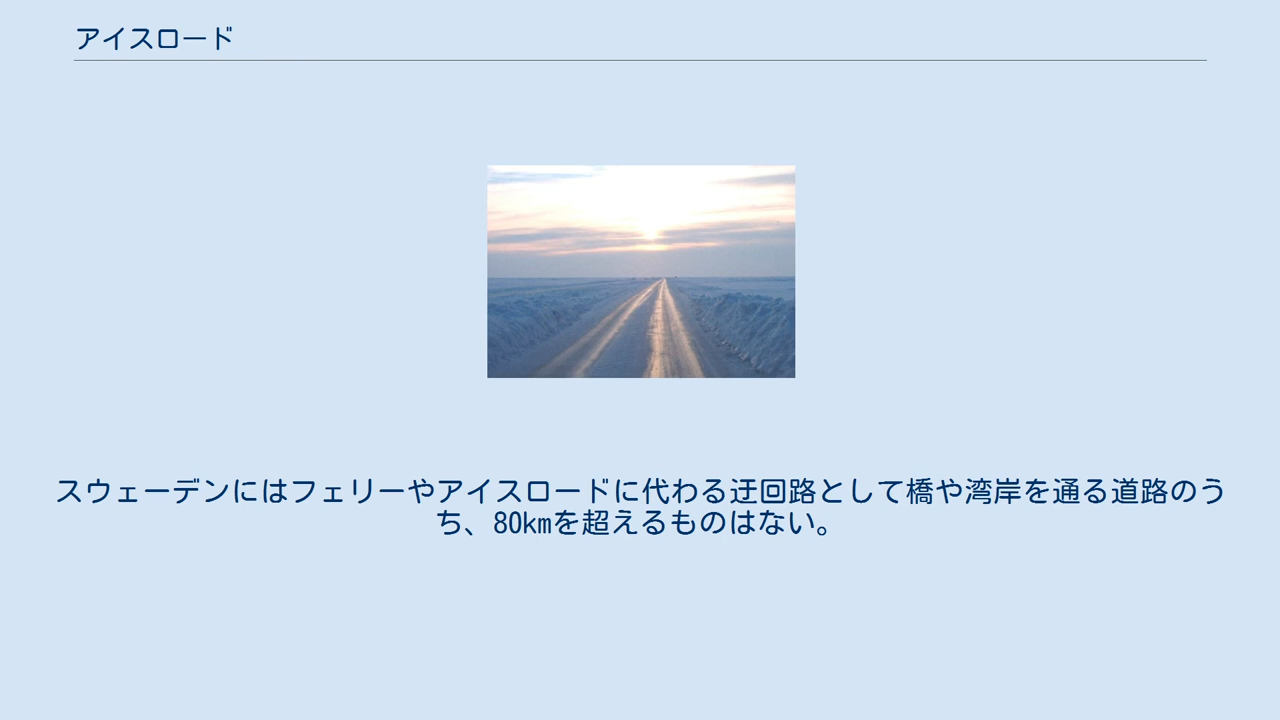 アイスロード
スウェーデンにはフェリーやアイスロードに代わる迂回路として橋や湾岸を通る道路のう
ち、80kmを超えるものはない。